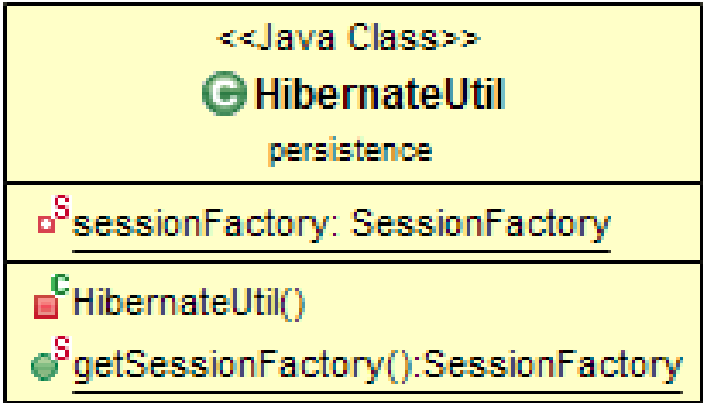 <<Java Class>>
C HibernateUtil
persistence
S sessionFactory: SessionFactory
C HibernateUtil()
S getSessionFactory():SessionFactory